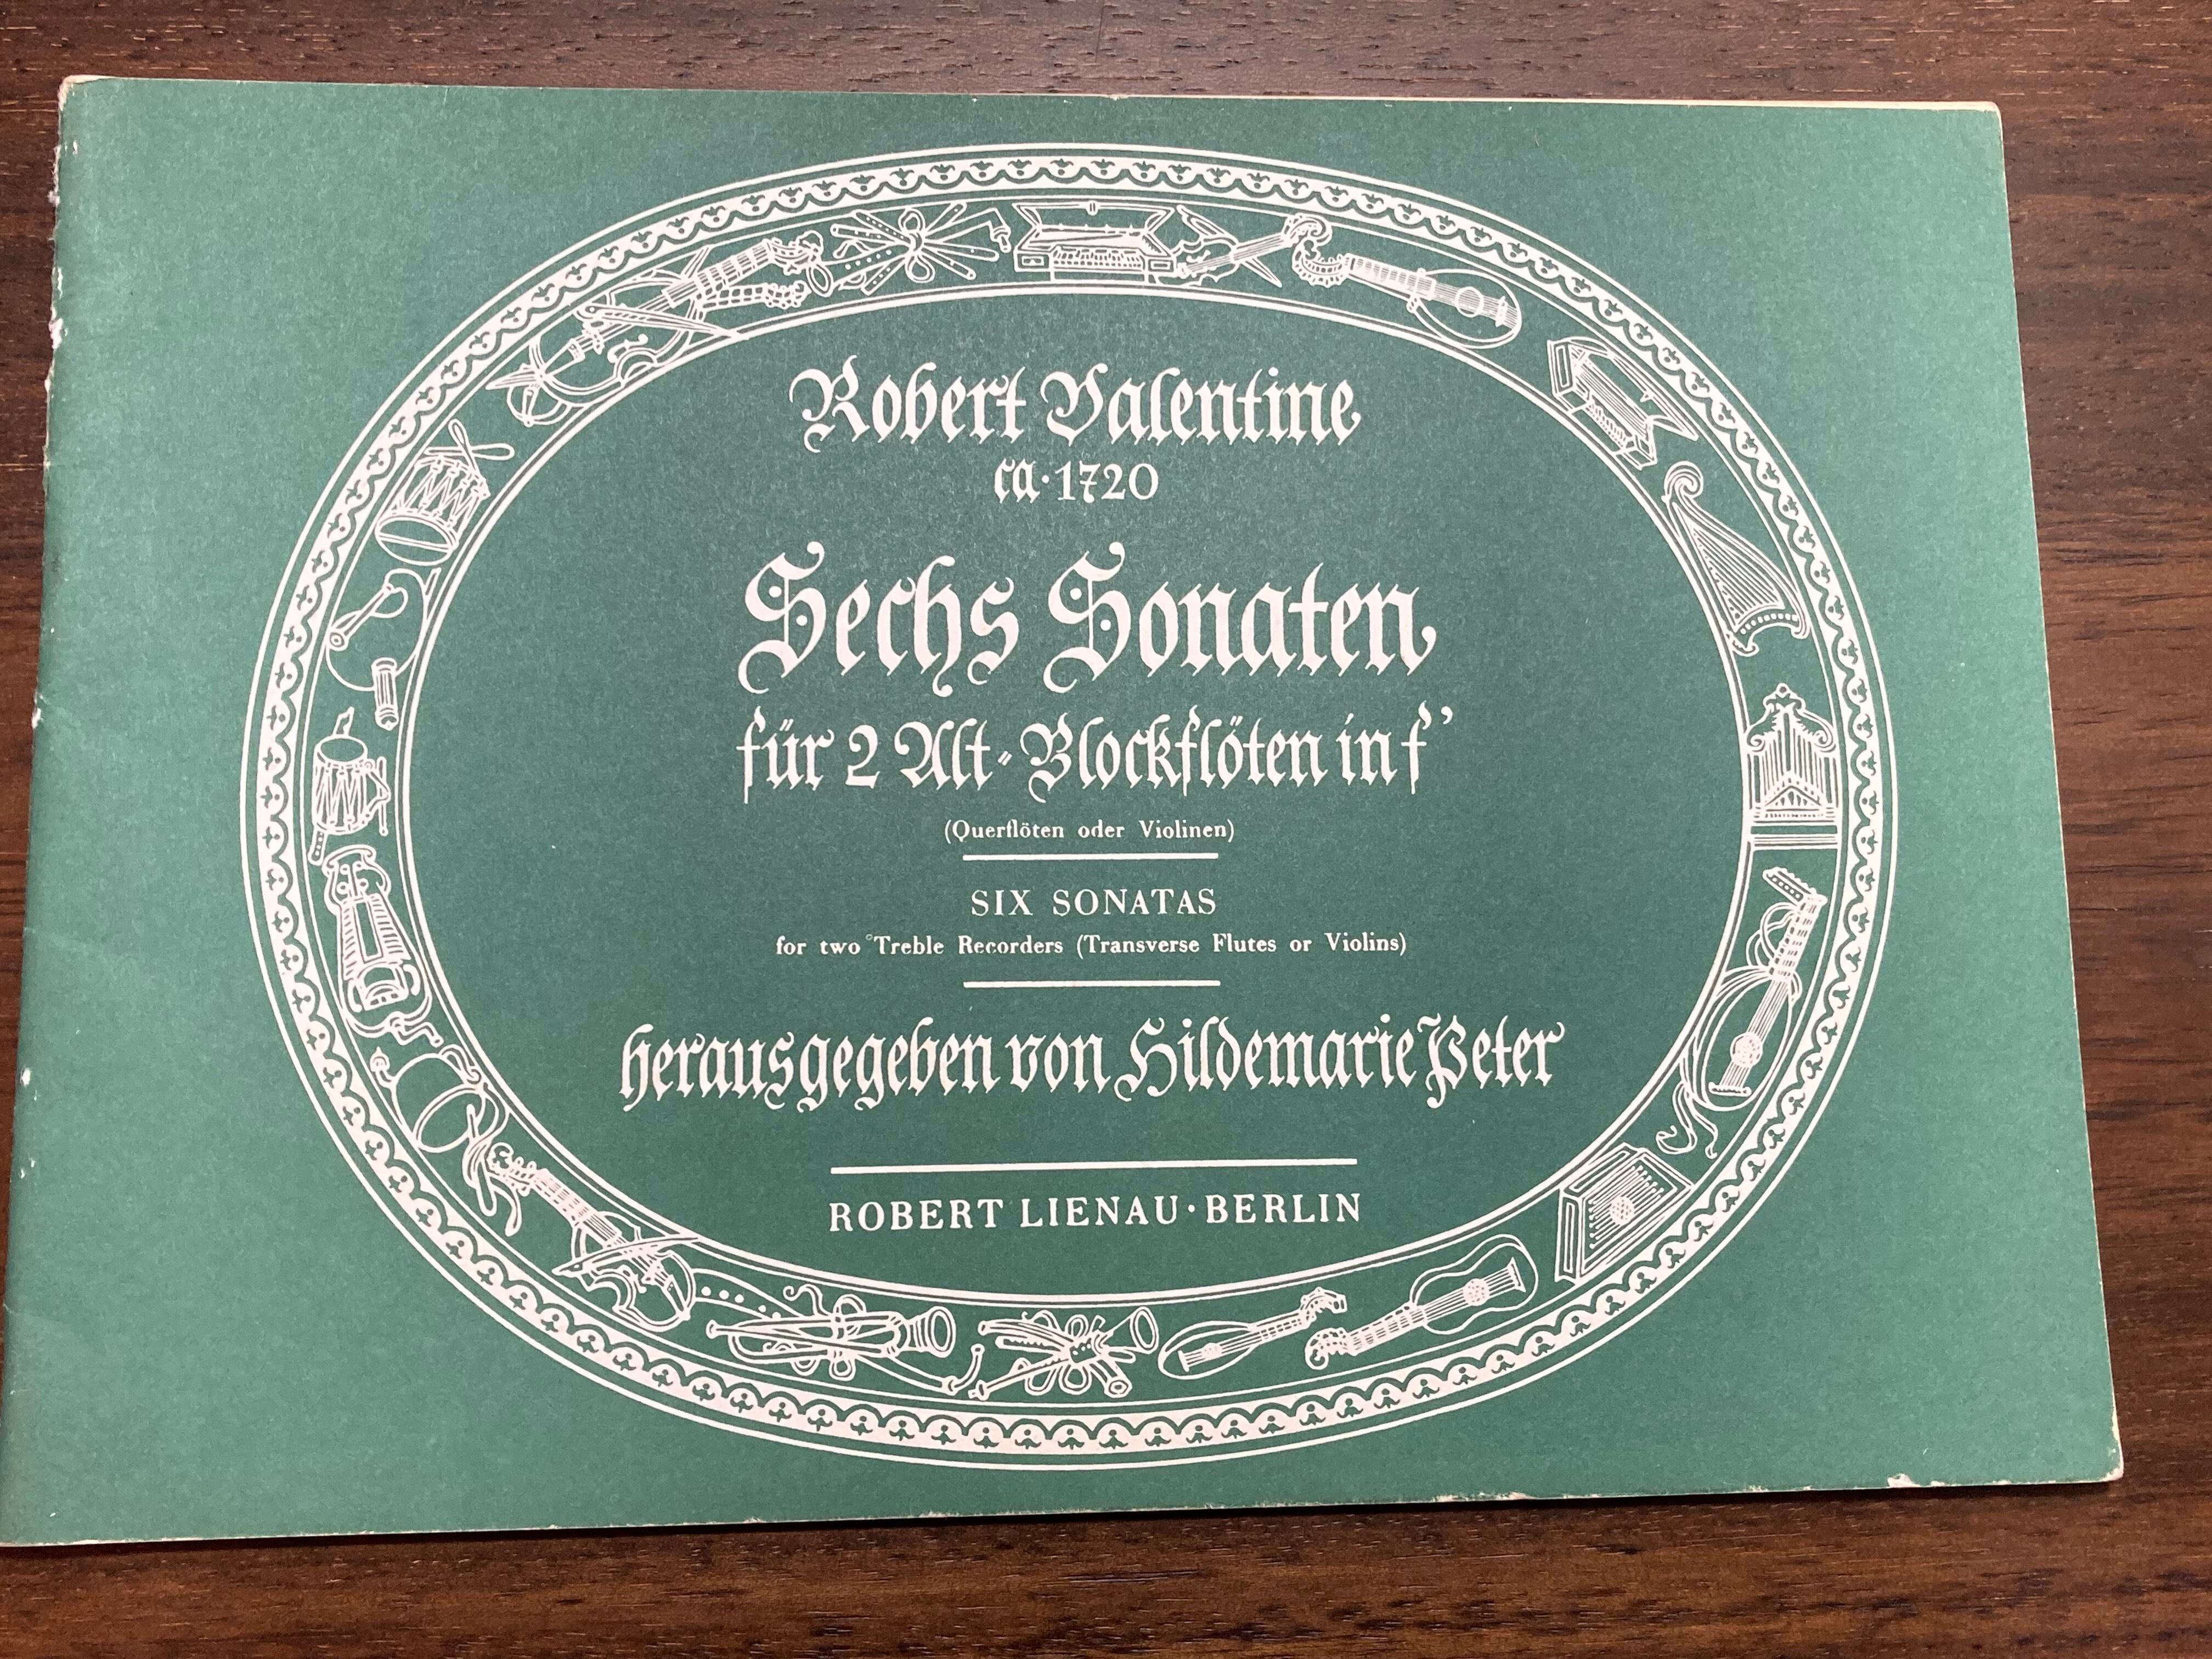 Robert Valentine
ca·1720
Sechs Sonaten
für 2 Alt-Blockflöten in f'
(Querflöten oder Violinen)
SIX SONATAS
for two Treble Recorders (Transverse Flutes or Violins)
herausgegeben von Hildemarie Peter
ROBERT LIENAU·BERLIN